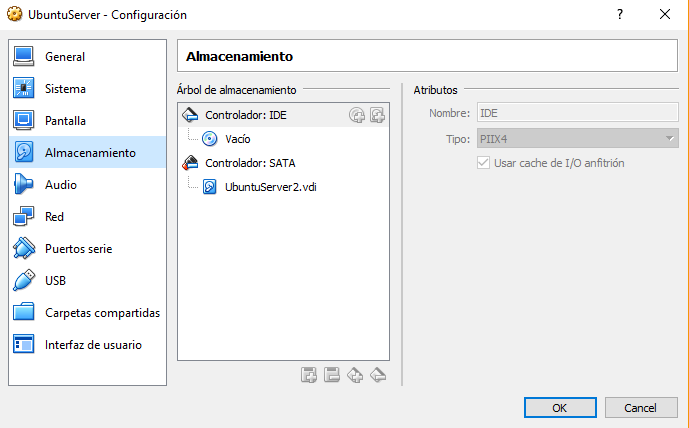 UbuntuServer - Configuración
?
General
Sistema
Pantalla
Almacenamiento
Audio
Red
Puertos serie
USB
Carpetas compartidas
Interfaz de usuario
Almacenamiento
Árbol de almacenamiento
Controlador: IDE
Vacío
Controlador: SATA
UbuntuServer2.vdi
Atributos
Nombre: IDE
Tipo: PIIX4
Usar cache de I/O anfitrión
OK
Cancel